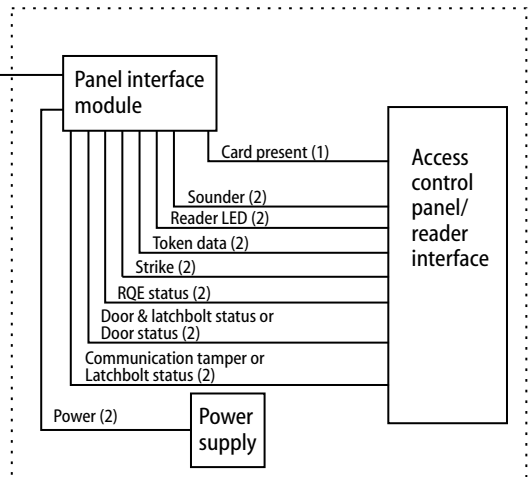 Panel interface
module
Card present (1)
Access
control
panel/
reader
interface
Sounder (2)
Reader LED (2)
Token data (2)
Strike (2)
RQE status (2)
Door & latchbolt status or
Door status (2)
Communication tamper or
Latchbolt status (2)
Power (2)
Power
supply